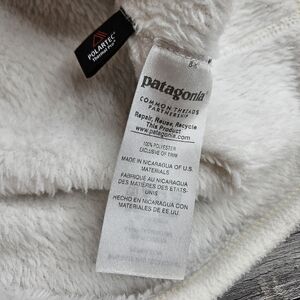 POLARTEC
Thermal Pro
patagonia
COMMON THREADS
PARTNERSHIP
Repair, Reuse, Recycle
This Product
www.patagonia.com
100% POLYESTER
EXCLUSIVE OF TRIM
MADE IN NICARAGUA OF U.S.
MATERIALS
FABRIQUÉ AU NICARAGUA
DES MATIÈRES DES ÉTATS-
UNIS
HECHO EN NICARAGUA CON
MATERIALES DE EE.UU.